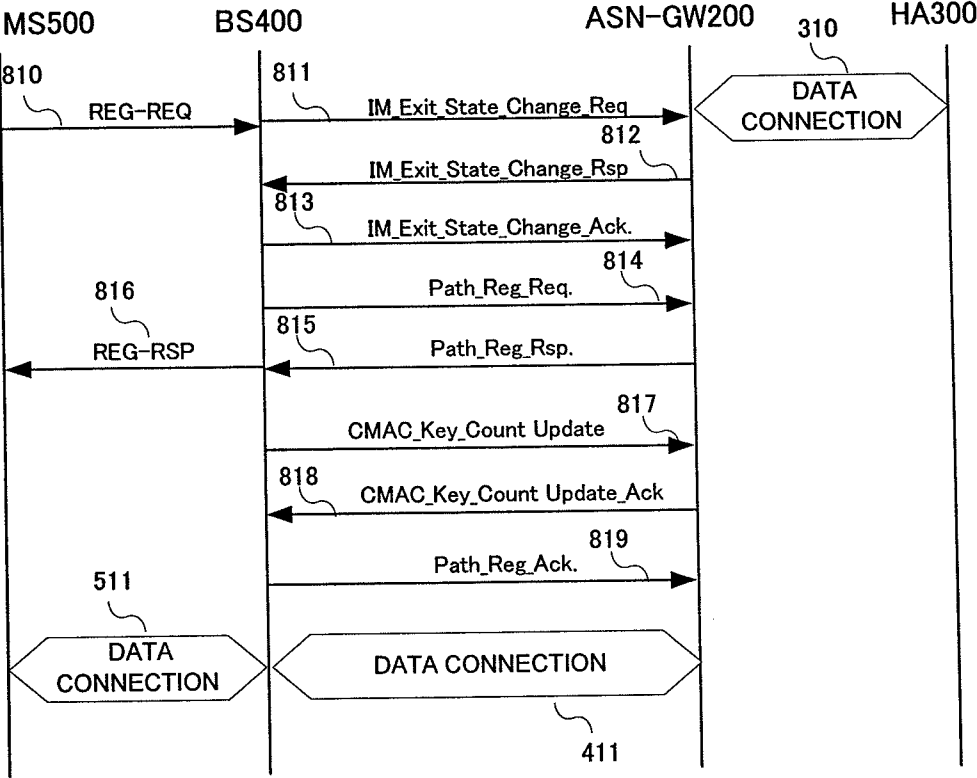 MS500
BS400
ASN-GW200
HA300
310
DATA
CONNECTION
810
REG-REQ
811
IM_Exit_State_Change_Req
812
IM_Exit_State_Change_Rsp
813
IM_Exit_State_Change_Ack.
814
Path_Reg_Req.
816
REG-RSP
815
Path_Reg_Rsp.
817
CMAC_Key_Count Update
818
CMAC_Key_Count Update_Ack
819
Path_Reg_Ack.
511
DATA
CONNECTION
DATA CONNECTION
411